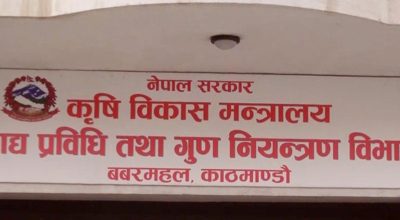 नेपाल सरकार
कृषि विकास मन्त्रालय
द्य प्रविधि तथा गुण नियन्त्रण विभा
बबरमहल, काठमाण्डौ